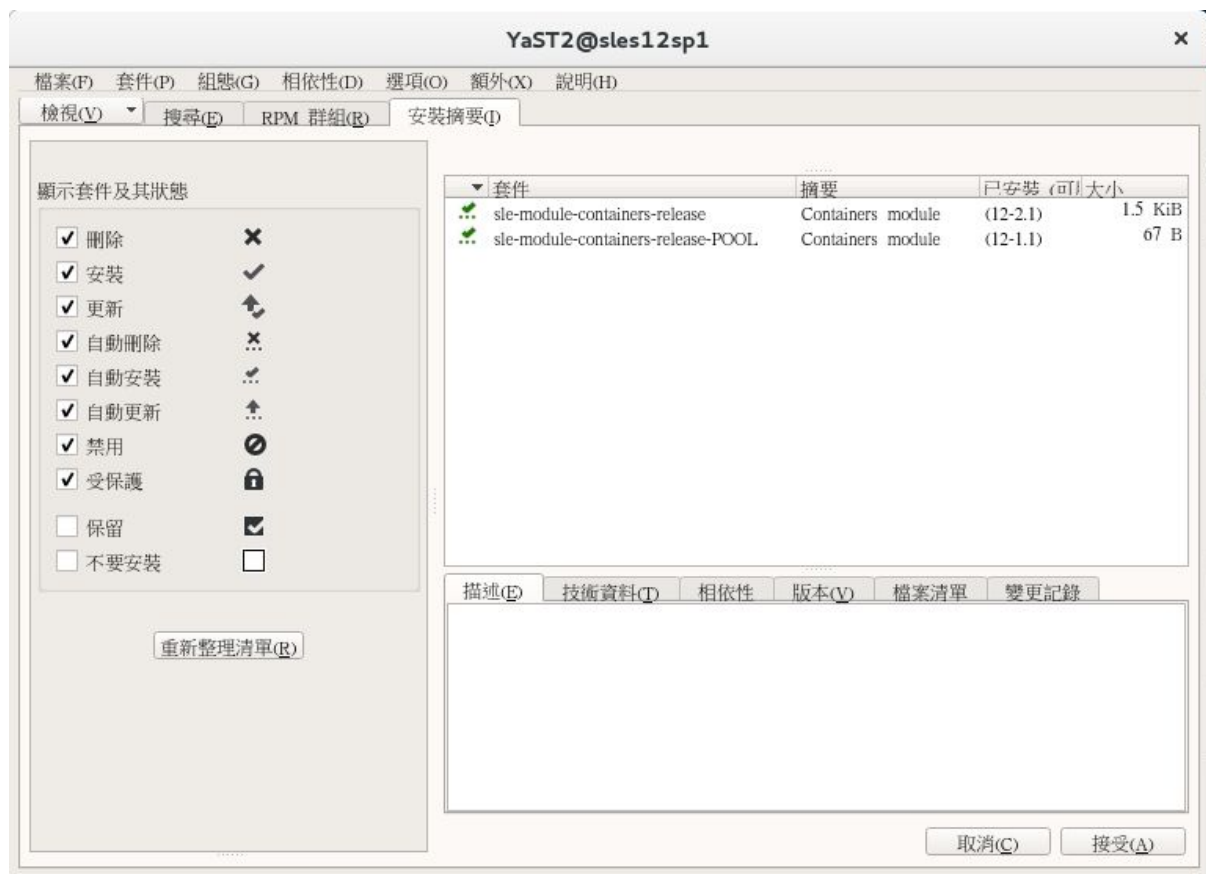 YaST2@sles12sp1
檔案(F) 套件(P) 組態(G) 相依性(D) 選項(O) 額外(X) 說明(H)
檢視(V) 搜尋(E) RPM 群組(R) 安裝摘要(I)
顯示套件及其狀態
刪除
安裝
更新
自動刪除
自動安裝
自動更新
禁用
受保護
保留
不要安裝
重新整理清單(R)
套件 摘要 已安裝 (可 大小
sle-module-containers-release Containers module (12-2.1) 1.5 KiB
sle-module-containers-release-POOL Containers module (12-1.1) 67 B
描述(E) 技術資料(T) 相依性 版本(V) 檔案清單 變更記錄
取消(C) 接受(A)